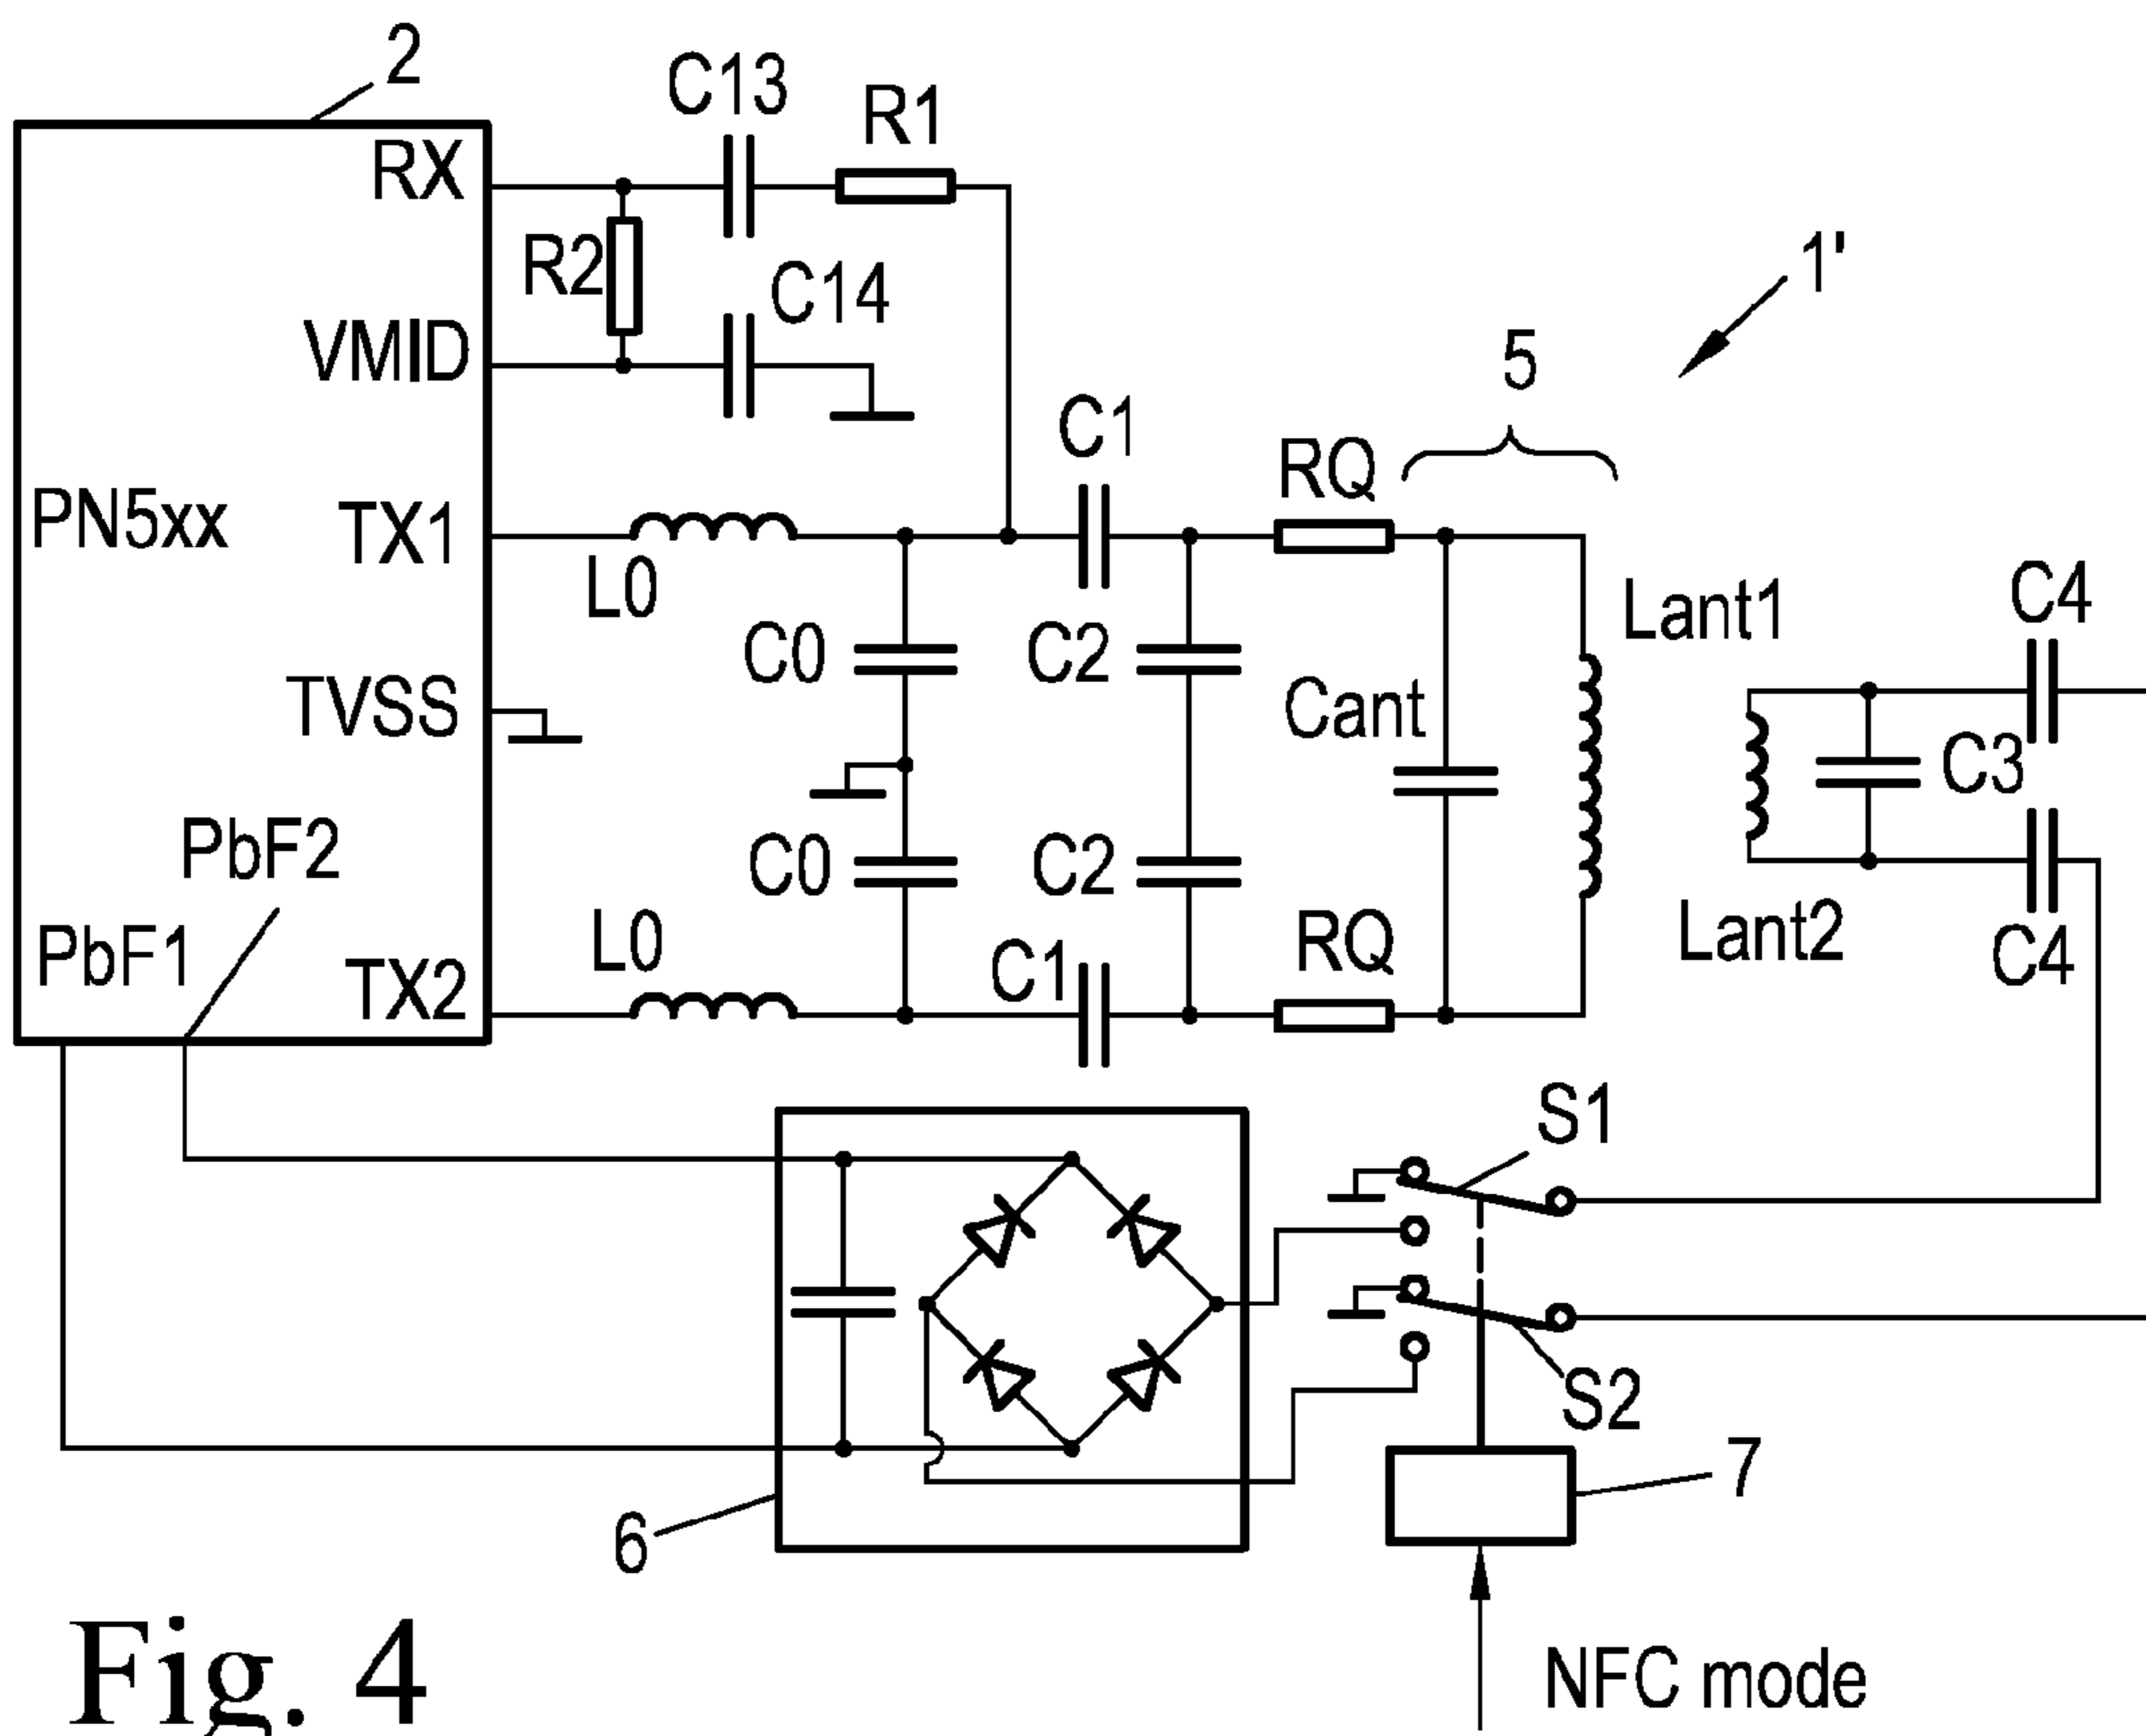 2
C13
R1
RX
R2
C14
1'
VMID
5
C1
RQ
PN5xx
TX1
L0
Lant1
C4
C0
C2
Cant
TVSS
C3
PbF2
C0
C2
Lant2
PbF1
L0
RQ
C4
TX2
C1
S1
S2
7
6
NFC mode
Fig. 4